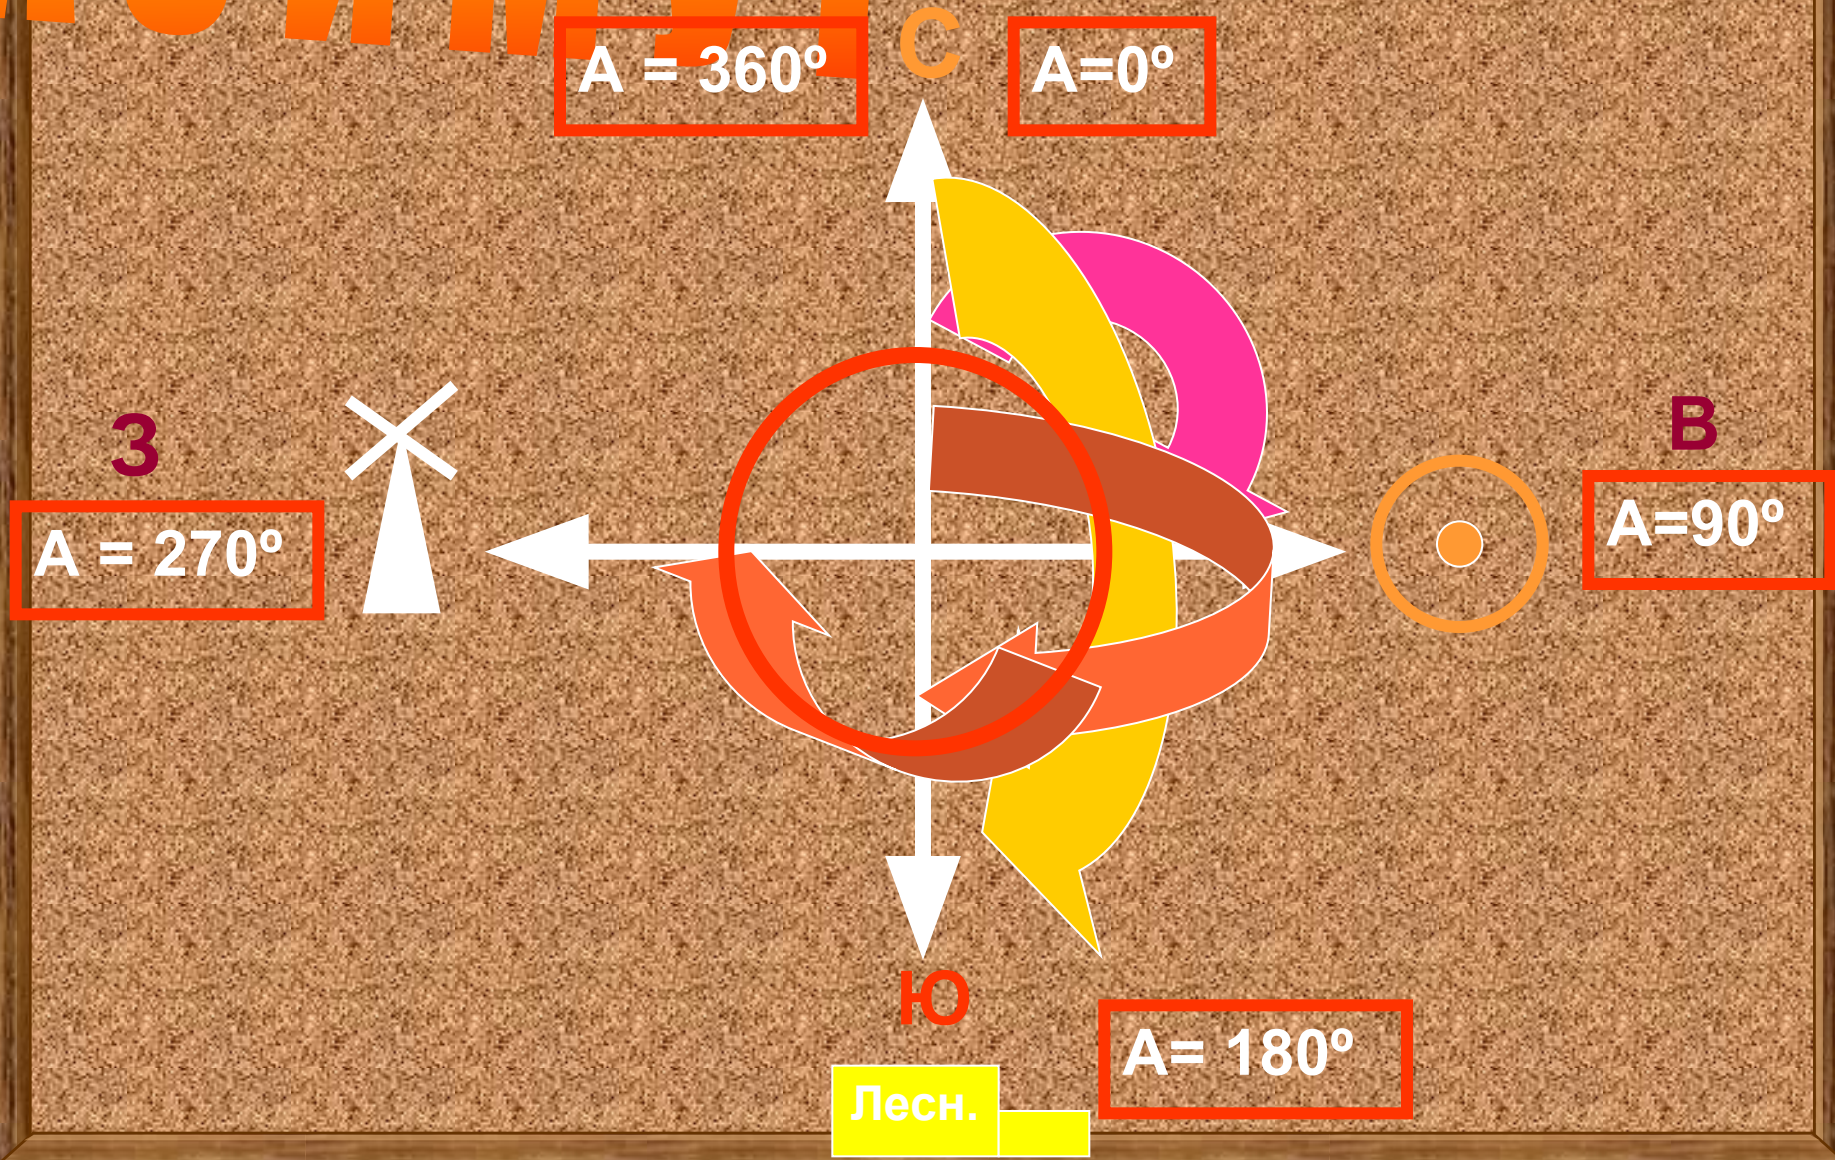 А = 360º
С
А=0º
З
В
А = 270º
А=90º
Ю
А= 180º
Лесн.